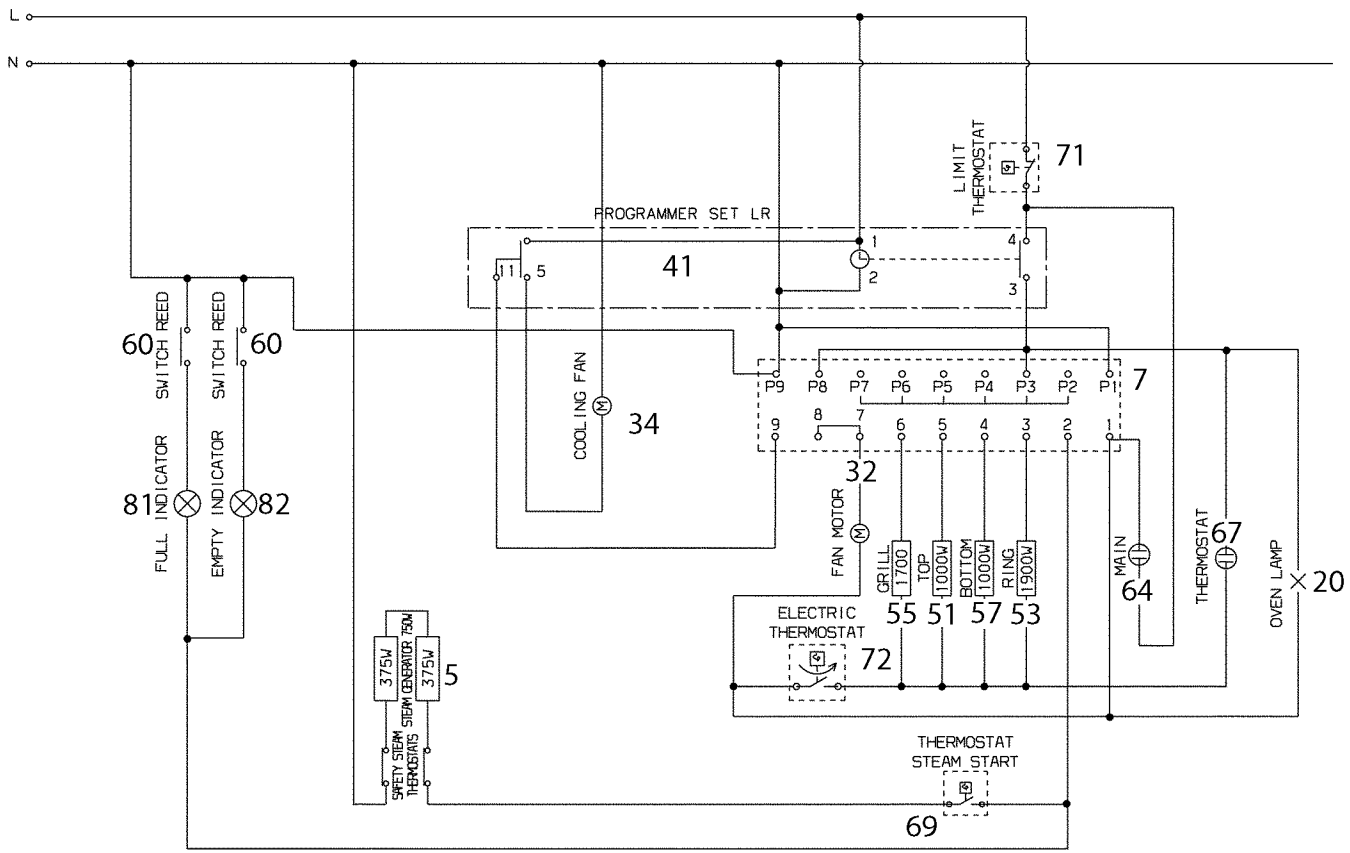 L
N
LIMIT
THERMOSTAT
71
PROGRAMMER SET LR
1
4
11
5
41
2
3
SWITCH REED
SWITCH REED
60
60
COOLING FAN
34
P9
P8
P7
P6
P5
P4
P3
P2
P1
7
9
8
7
6
5
4
3
2
1
32
FULL INDICATOR
81
EMPTY INDICATOR
82
FAN MOTOR
GRILL
1700
TOP
1000W
BOTTOM
1000W
RING
1900W
MAIN
64
THERMOSTAT
67
OVEN LAMP
20
55
51
57
53
ELECTRIC
THERMOSTAT
72
375W
STEAM GENERATOR 750W
375W
5
SAFETY STEAM
THERMOSTATS
THERMOSTAT
STEAM START
69
M
M